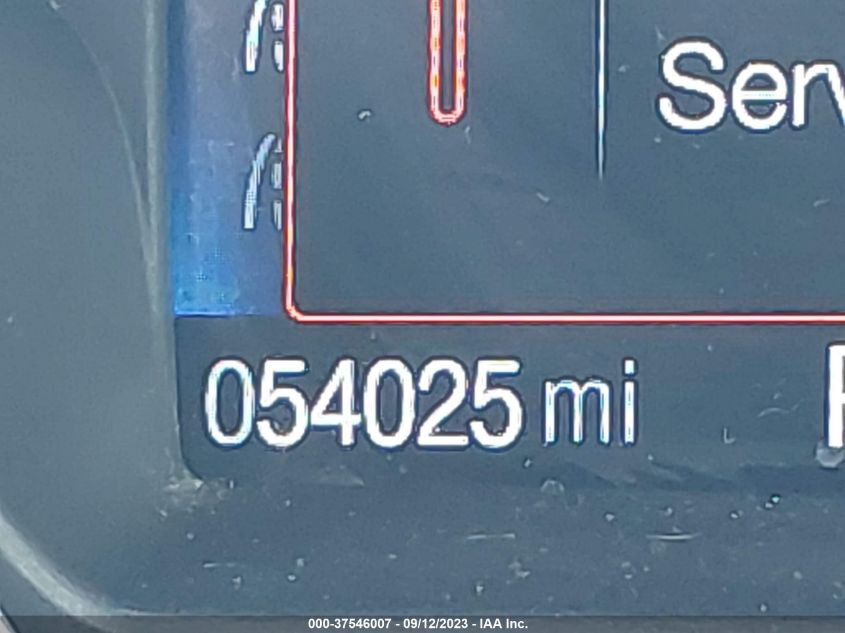 Serv
054025 mi
000-37546007 - 09/12/2023 - IAA Inc.